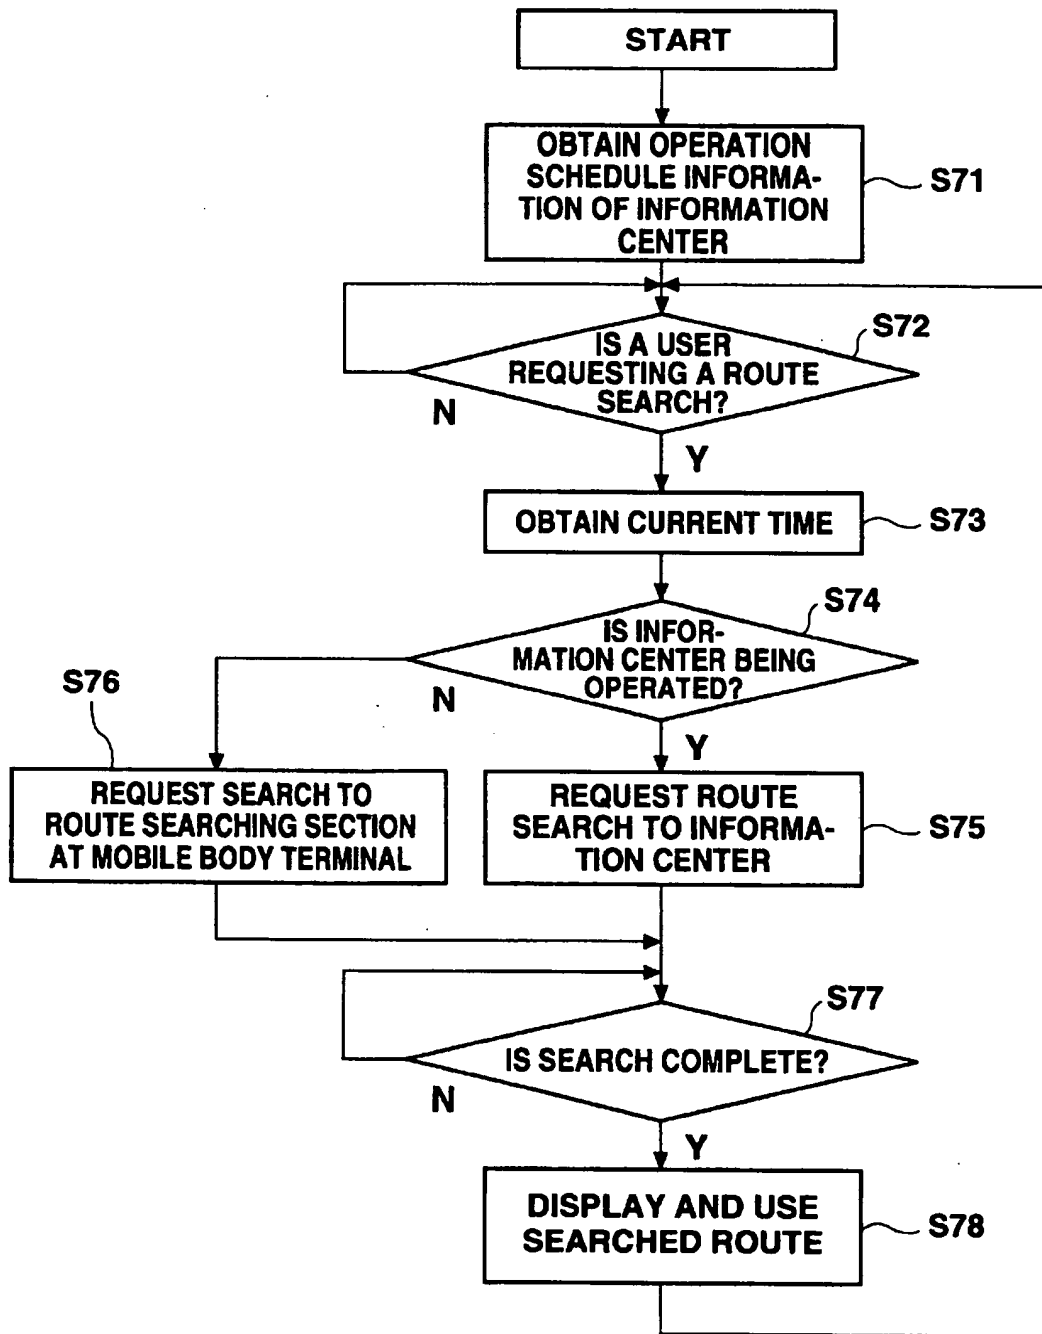 START
OBTAIN OPERATION
SCHEDULE INFORMA-
TION OF INFORMATION
CENTER
S71
IS A USER
REQUESTING A ROUTE
SEARCH?
S72
N
Y
OBTAIN CURRENT TIME
S73
IS INFOR-
MATION CENTER BEING
OPERATED?
S74
N
Y
S76
REQUEST SEARCH TO
ROUTE SEARCHING SECTION
AT MOBILE BODY TERMINAL
REQUEST ROUTE
SEARCH TO INFORMA-
TION CENTER
S75
IS SEARCH COMPLETE?
S77
N
Y
DISPLAY AND USE
SEARCHED ROUTE
S78